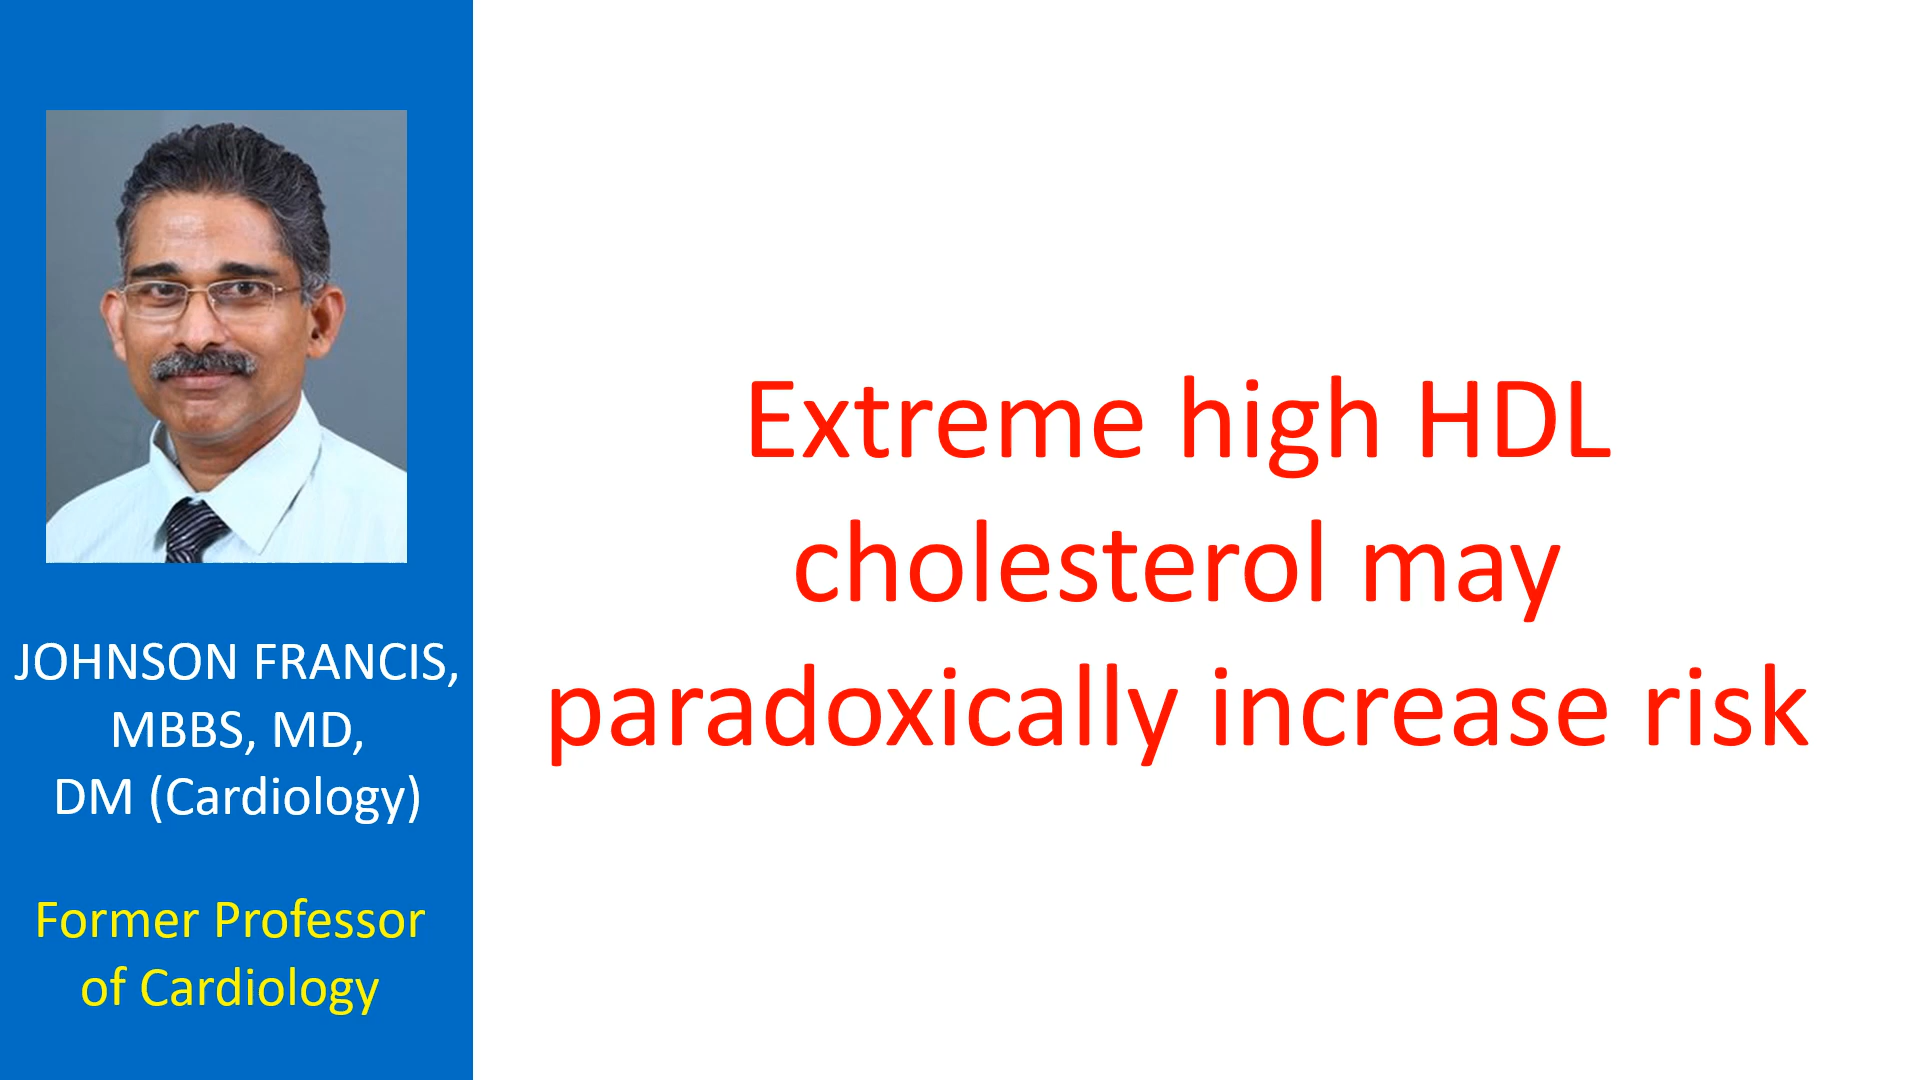 JOHNSON FRANCIS,
MBBS, MD,
DM (Cardiology)
Former Professor
of Cardiology
Extreme high HDL
cholesterol may
paradoxically increase risk